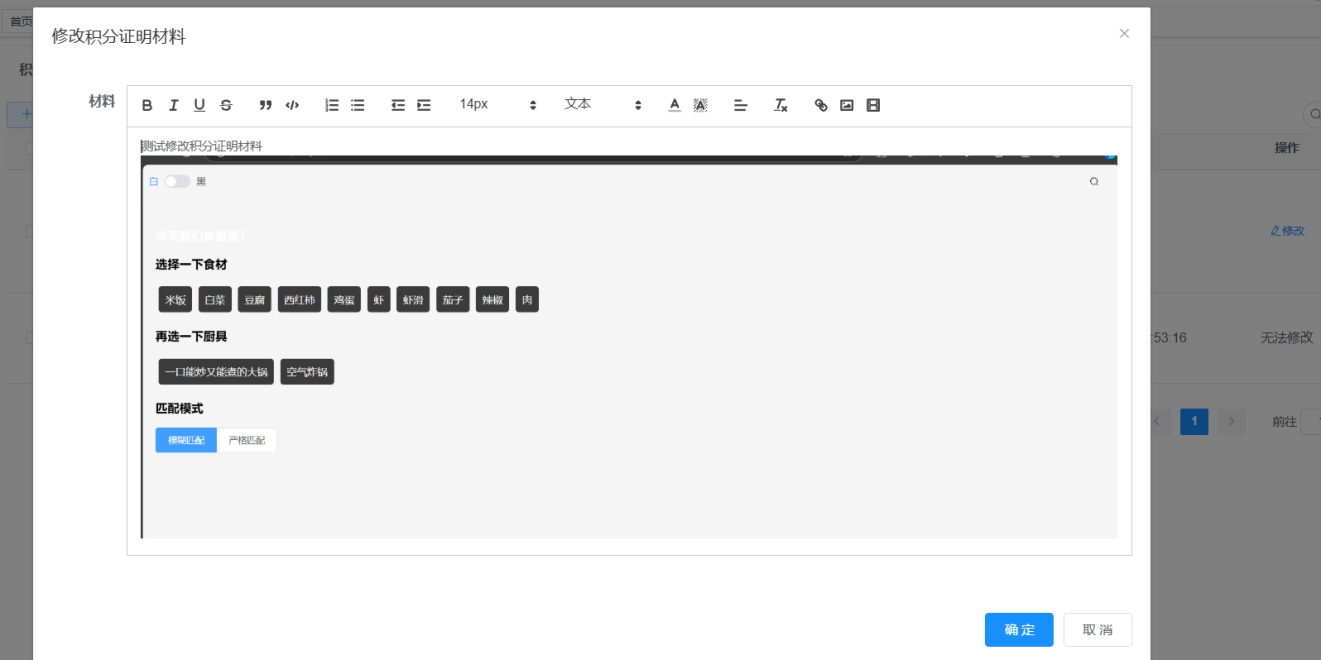 首页
修改积分证明材料
积
材料
14px
文本
测试修改积分证明材料
白 黑
今天我们来做菜!
选择一下食材
米饭 白菜 豆腐 西红柿 鸡蛋 虾 虾滑 茄子 辣椒 肉
再选一下厨具
一口能炒又能煮的大锅 空气炸锅
匹配模式
模糊匹配 严格匹配
操作
修改
:53:16 无法修改
1 前往
确定 取消